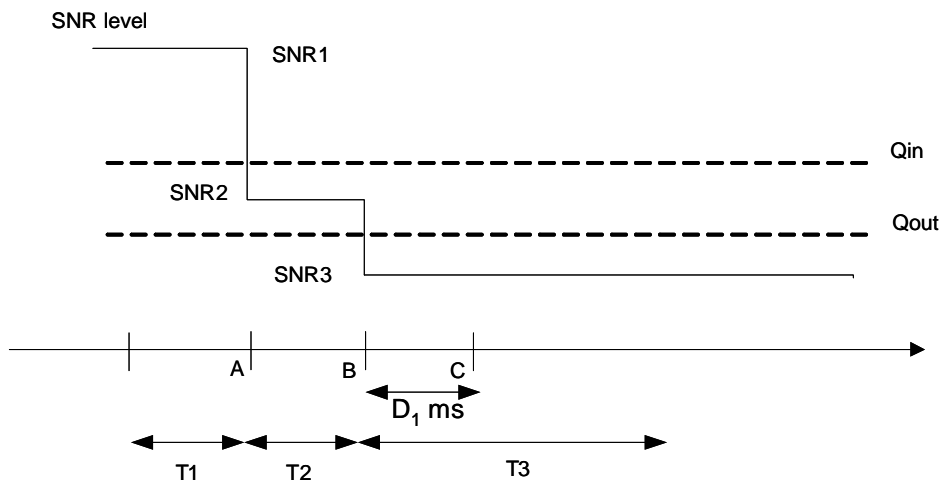 SNR level
SNR1
Qin
SNR2
Qout
SNR3
A
B
C
D₁ ms
T1
T2
T3